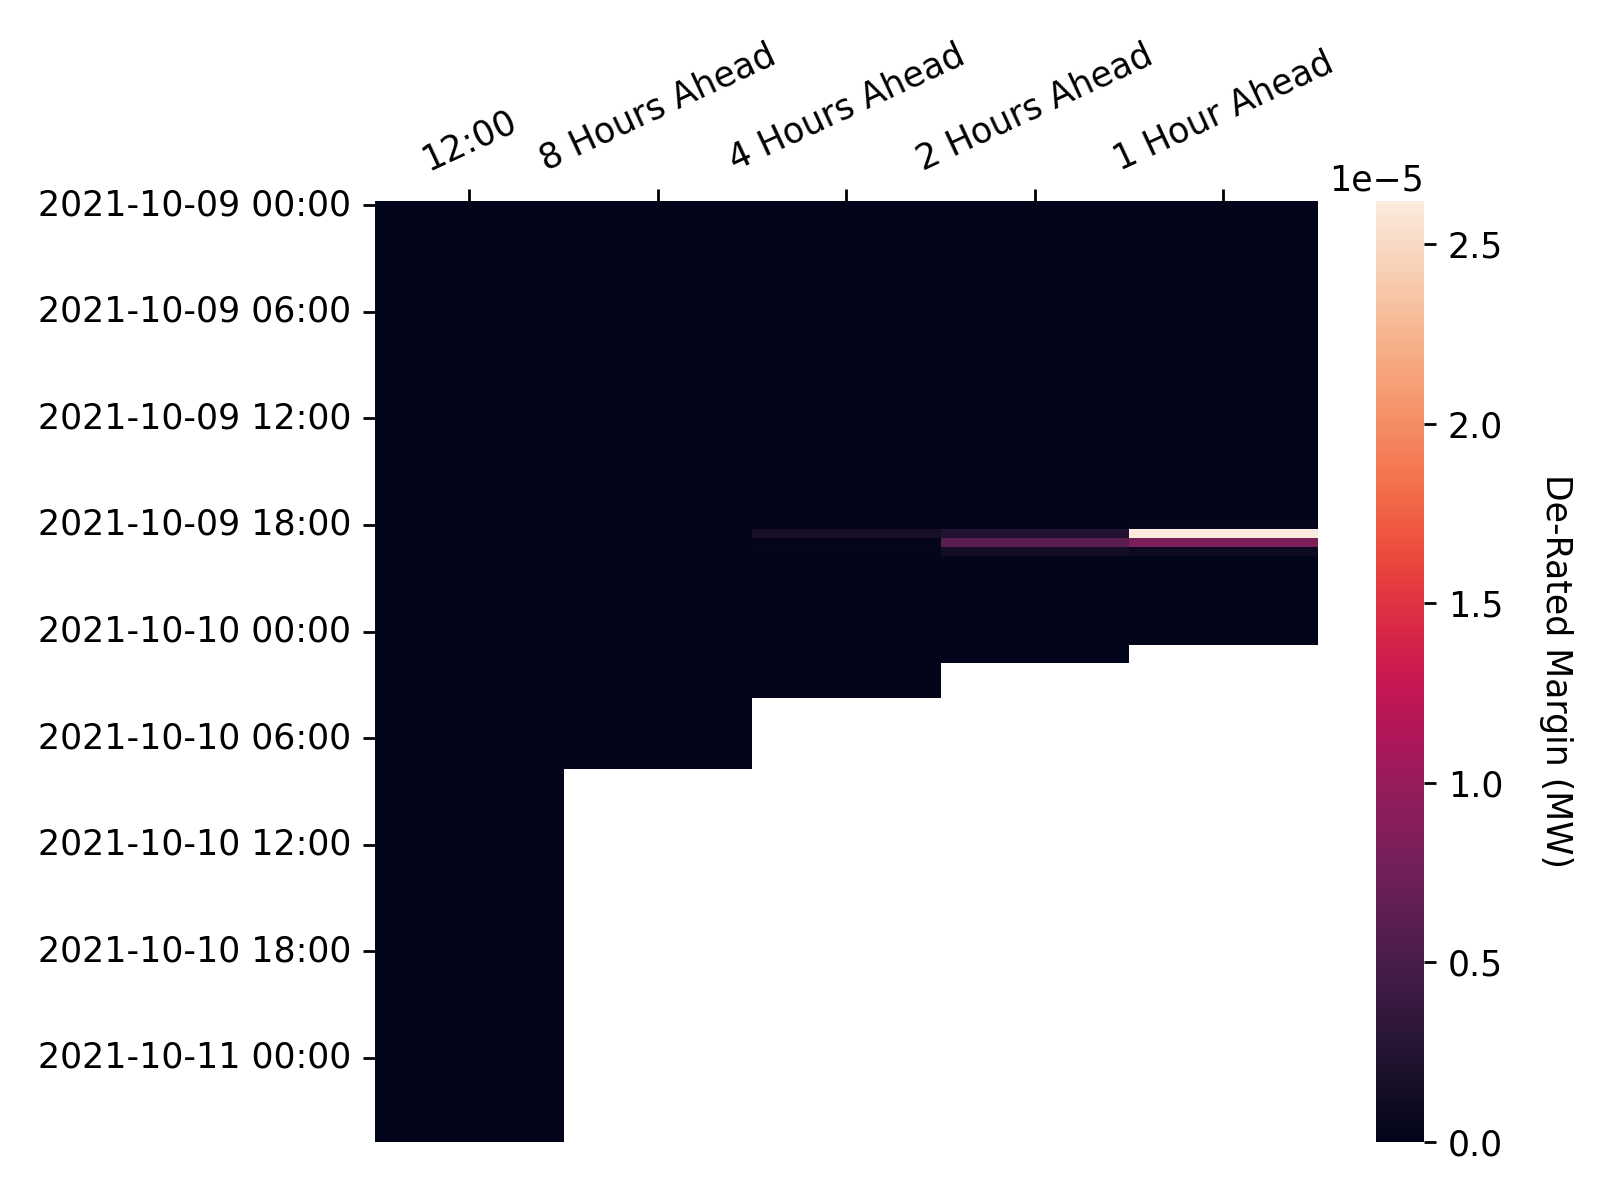 12:00
8 Hours Ahead
4 Hours Ahead
2 Hours Ahead
1 Hour Ahead
2021-10-09 00:00
2021-10-09 06:00
2021-10-09 12:00
2021-10-09 18:00
2021-10-10 00:00
2021-10-10 06:00
2021-10-10 12:00
2021-10-10 18:00
2021-10-11 00:00
1e−5
2.5
2.0
1.5
1.0
0.5
0.0
De-Rated Margin (MW)